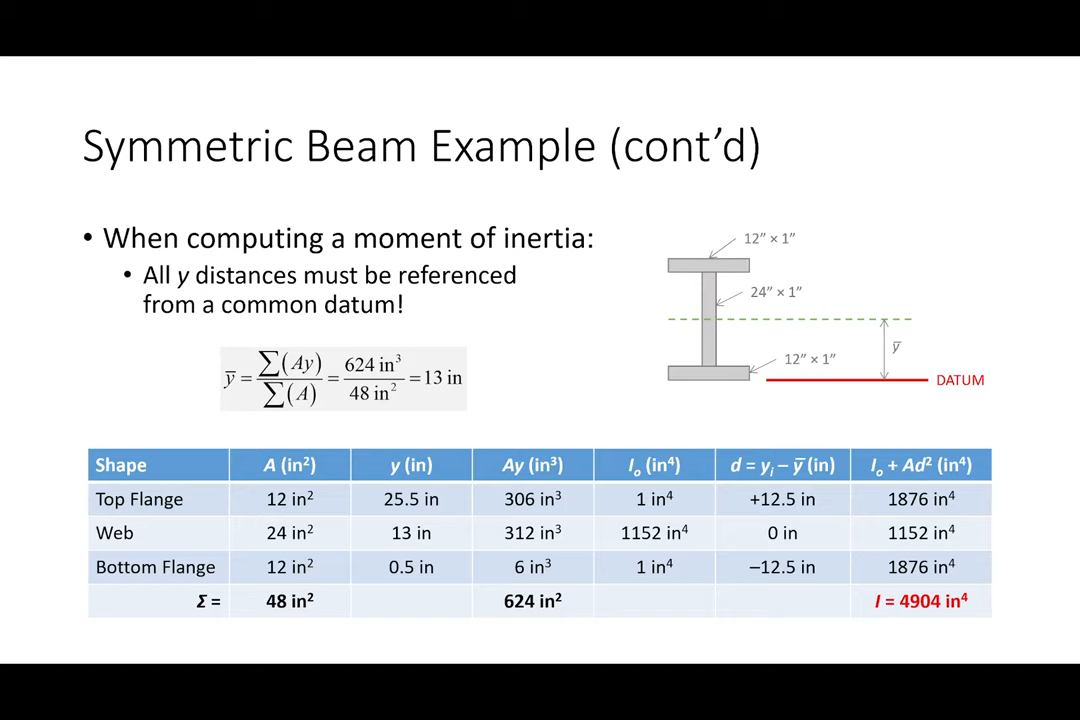 Symmetric Beam Example (cont’d)
• When computing a moment of inertia:
• All y distances must be referenced
from a common datum!
12” × 1”
24” × 1”
12” × 1”
y̅
DATUM
y̅ = ∑(Ay) / ∑(A) = 624 in³ / 48 in² = 13 in
Shape A (in²) y (in) Ay (in³) Iₒ (in⁴) d = yᵢ – y̅ (in) Iₒ + Ad² (in⁴)
Top Flange 12 in² 25.5 in 306 in³ 1 in⁴ +12.5 in 1876 in⁴
Web 24 in² 13 in 312 in³ 1152 in⁴ 0 in 1152 in⁴
Bottom Flange 12 in² 0.5 in 6 in³ 1 in⁴ –12.5 in 1876 in⁴
Σ = 48 in² 624 in² I = 4904 in⁴